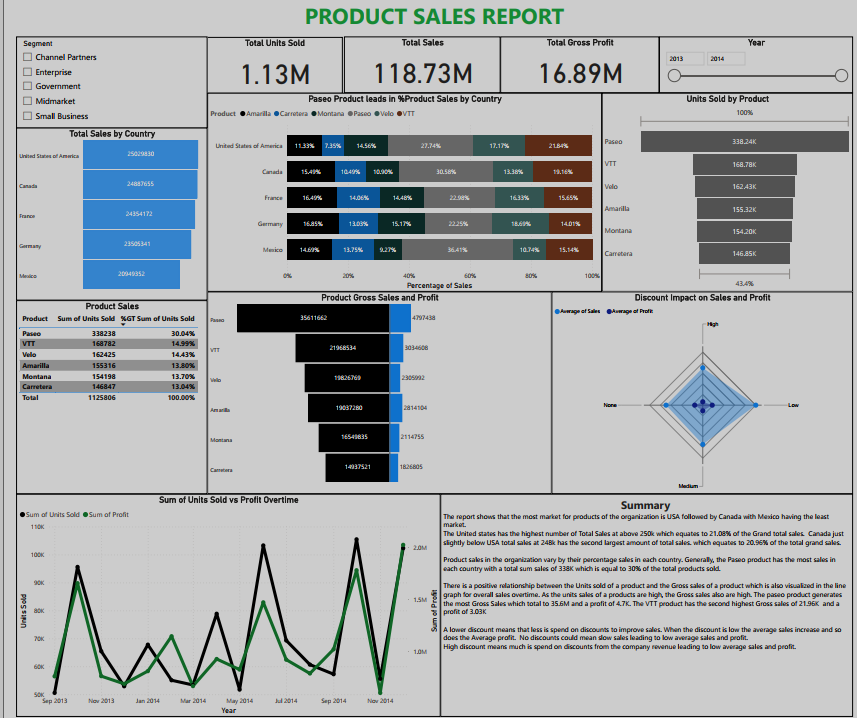 PRODUCT SALES REPORT
Segment
Channel Partners
Enterprise
Government
Midmarket
Small Business
Total Units Sold
1.13M
Total Sales
118.73M
Total Gross Profit
16.89M
Year
2013 2014
Total Sales by Country
United States of America 25029830
Canada 24887655
France 24354172
Germany 23505341
Mexico 20949352
Paseo Product leads in %Product Sales by Country
Product Amarilla Carretera Montana Paseo Velo VTT
United States of America 11.33% 7.35% 14.56% 27.74% 17.17% 21.84%
Canada 15.49% 10.49% 10.90% 30.58% 13.38% 19.16%
France 16.49% 14.06% 14.48% 22.98% 16.33% 15.65%
Germany 16.85% 13.03% 15.17% 22.25% 18.69% 14.01%
Mexico 14.69% 13.75% 9.27% 36.41% 10.74% 15.14%
0% 20% 40% 60% 80% 100%
Percentage of Sales
Units Sold by Product
100%
Paseo 338.24K
VTT 168.78K
Velo 162.43K
Amarilla 155.32K
Montana 154.20K
Carretera 146.85K
43.4%
Product Sales
Product Sum of Units Sold %GT Sum of Units Sold
Paseo 338238 30.04%
VTT 168782 14.99%
Velo 162425 14.43%
Amarilla 155316 13.80%
Montana 154198 13.70%
Carretera 146847 13.04%
Total 1125806 100.00%
Product Gross Sales and Profit
Paseo 35611662 4797438
VTT 21968534 3034608
Velo 19826769 2305992
Amarilla 19037280 2814104
Montana 16549835 2114755
Carretera 14937521 1826805
Discount Impact on Sales and Profit
Average of Sales Average of Profit
High
None Low
Medium
Sum of Units Sold vs Profit Overtime
Sum of Units Sold Sum of Profit
110K
100K
90K
80K
70K
60K
50K
Units Sold
2.0M
1.5M
1.0M
Sum of Profit
Sep 2013 Nov 2013 Jan 2014 Mar 2014 May 2014 Jul 2014 Sep 2014 Nov 2014
Year
Summary
The report shows that the most market for products of the organization is USA followed by Canada with Mexico having the least
market.
The United states has the highest number of Total Sales at above 250k which equates to 21.08% of the Grand total sales. Canada just
slightly below USA total sales at 248k has the second largest amount of total sales. which equates to 20.96% of the total grand sales.
Product sales in the organization vary by their percentage sales in each country. Generally, the Paseo product has the most sales in
each country with a total sum sales of 338K which is equal to 30% of the total products sold.
There is a positive relationship between the Units sold of a product and the Gross sales of a product which is also visualized in the line
graph for overall sales overtime. As the units sales of a products are high, the Gross sales also are high. The paseo product generates
the most Gross Sales which total to 35.6M and a profit of 4.7K. The VTT product has the second highest Gross sales of 21.96K and a
profit of 3.03K
A lower discount means that less is spend on discounts to improve sales. When the discount is low the average sales increase and so
does the Average profit. No discounts could mean slow sales leading to low average sales and profit.
High discount means much is spend on discounts from the company revenue leading to low average sales and profit.